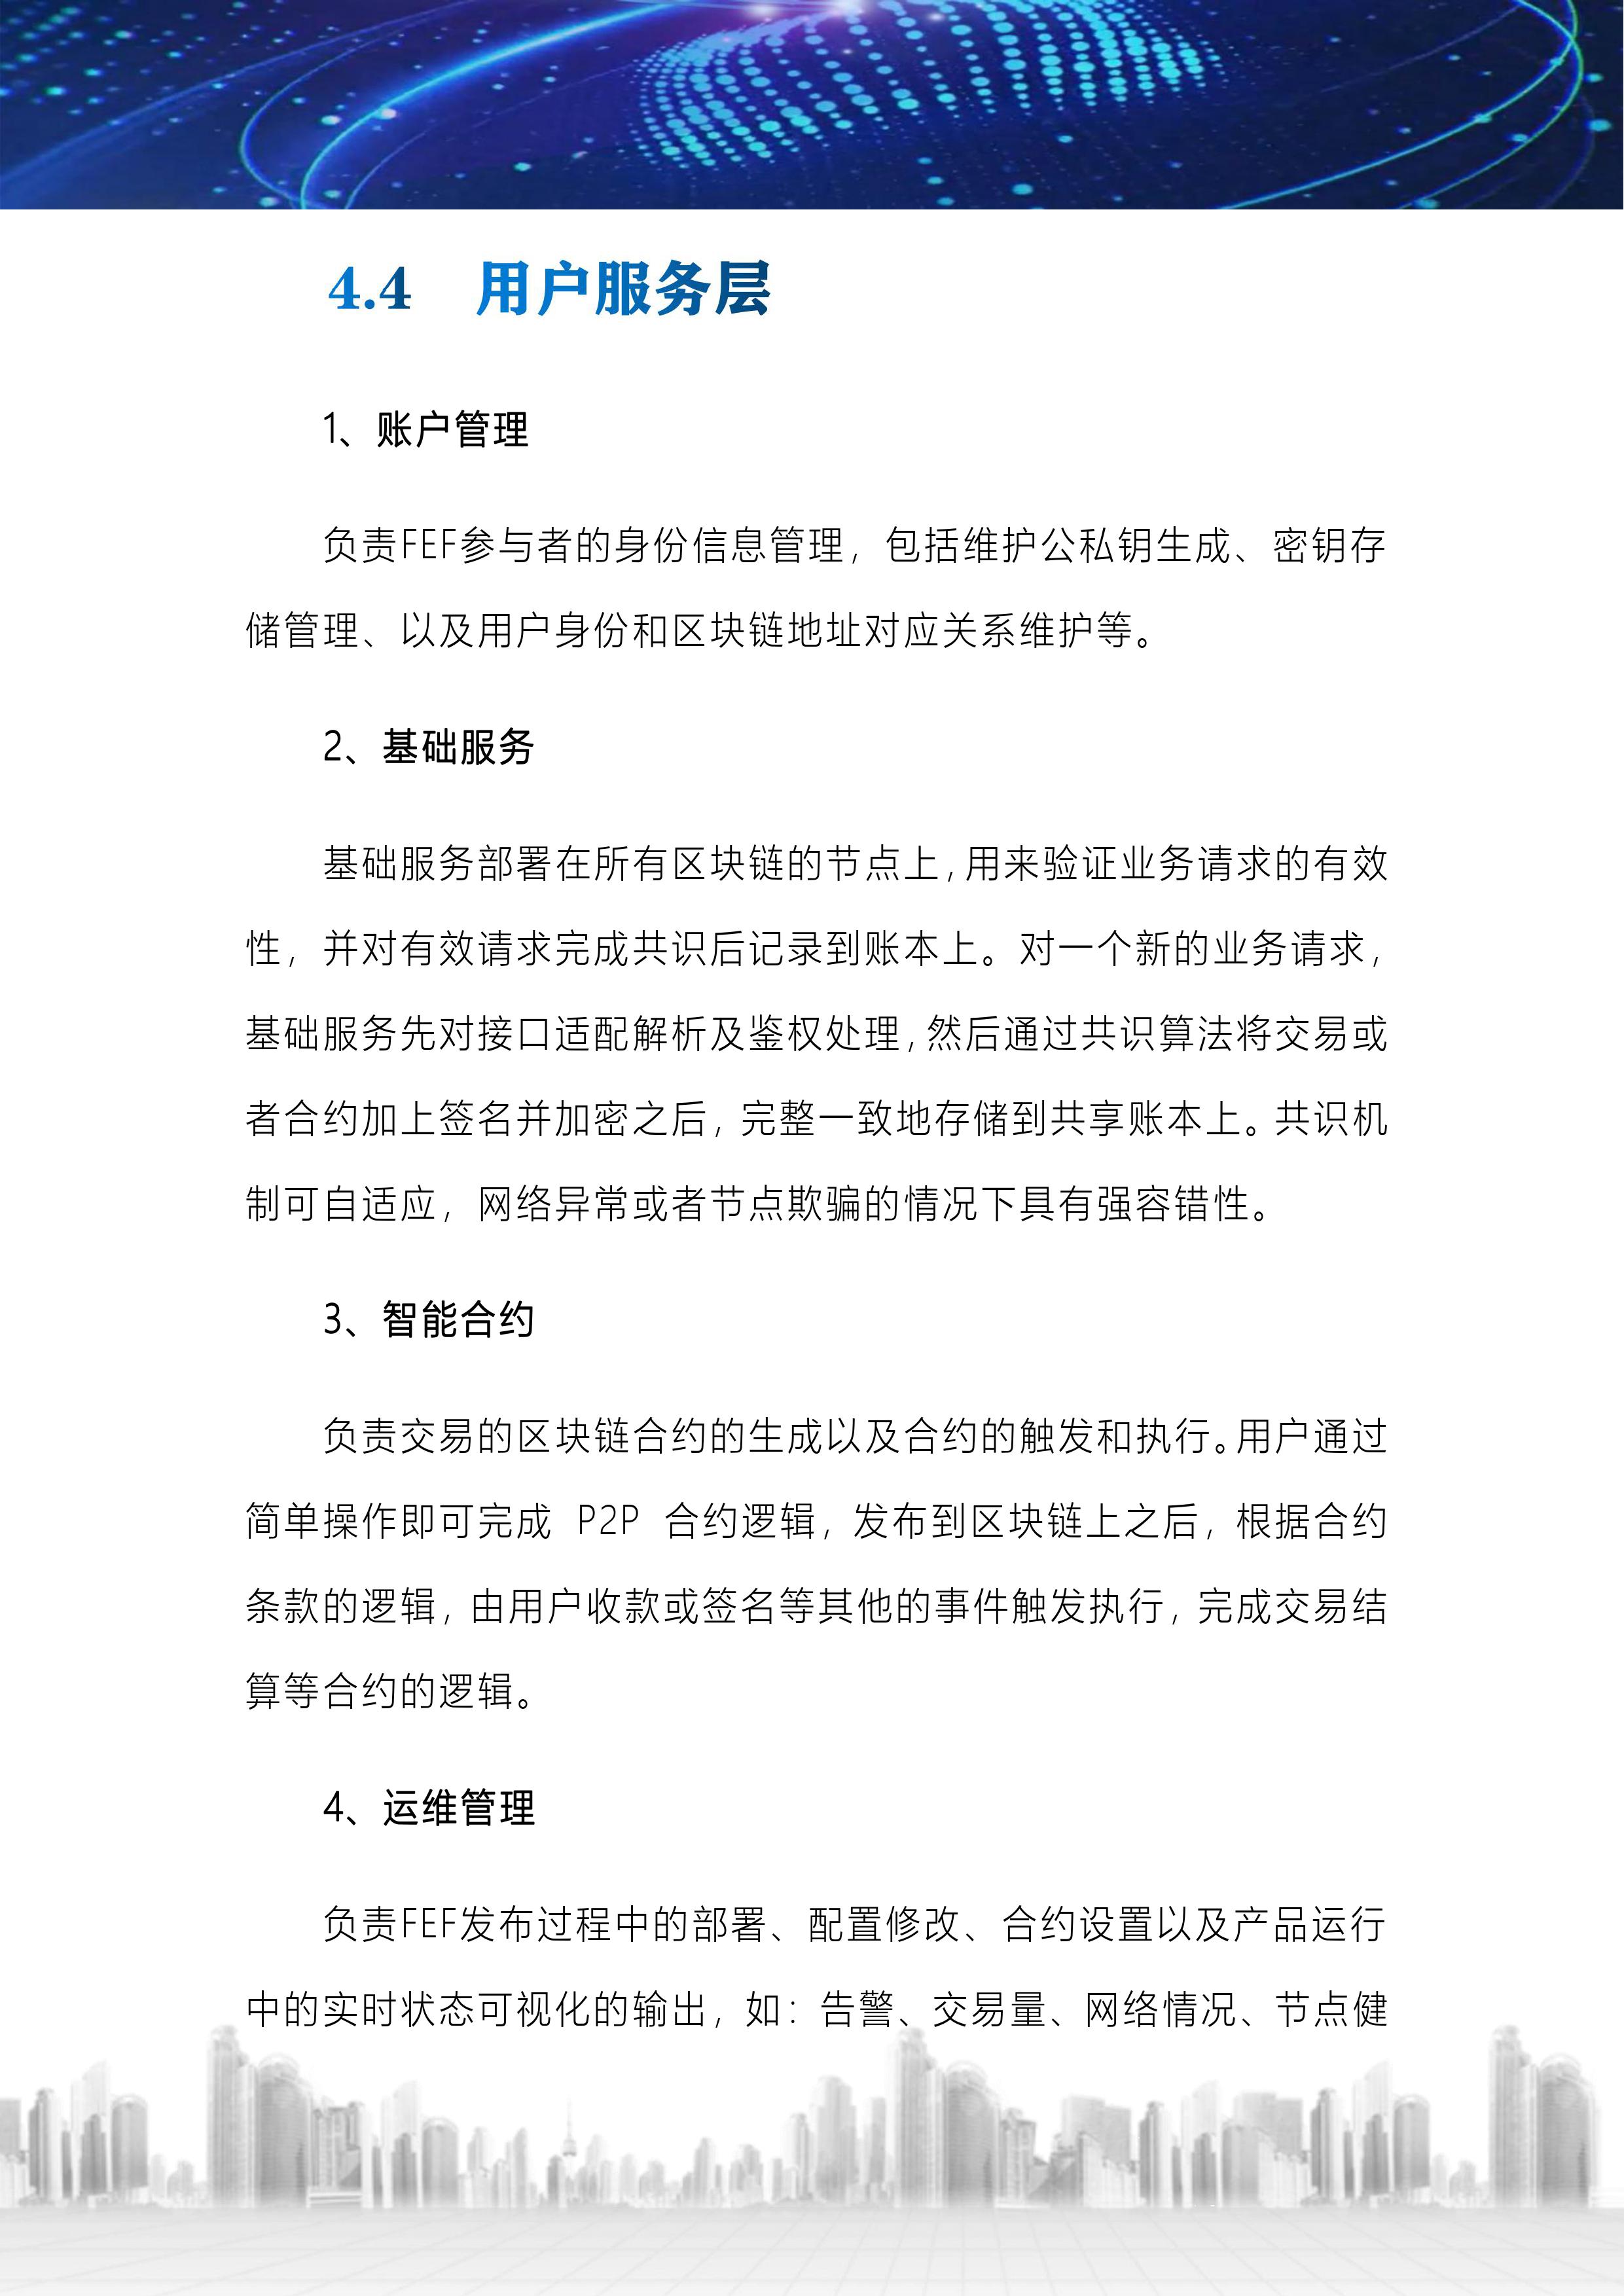 4.4 用户服务层
1、账户管理
负责FEF参与者的身份信息管理，包括维护公私钥生成、密钥存
储管理、以及用户身份和区块链地址对应关系维护等。
2、基础服务
基础服务部署在所有区块链的节点上,用来验证业务请求的有效
性，并对有效请求完成共识后记录到账本上。对一个新的业务请求，
基础服务先对接口适配解析及鉴权处理,然后通过共识算法将交易或
者合约加上签名并加密之后，完整一致地存储到共享账本上。共识机
制可自适应，网络异常或者节点欺骗的情况下具有强容错性。
3、智能合约
负责交易的区块链合约的生成以及合约的触发和执行。用户通过
简单操作即可完成 P2P 合约逻辑，发布到区块链上之后，根据合约
条款的逻辑，由用户收款或签名等其他的事件触发执行，完成交易结
算等合约的逻辑。
4、运维管理
负责FEF发布过程中的部署、配置修改、合约设置以及产品运行
中的实时状态可视化的输出，如：告警、交易量、网络情况、节点健